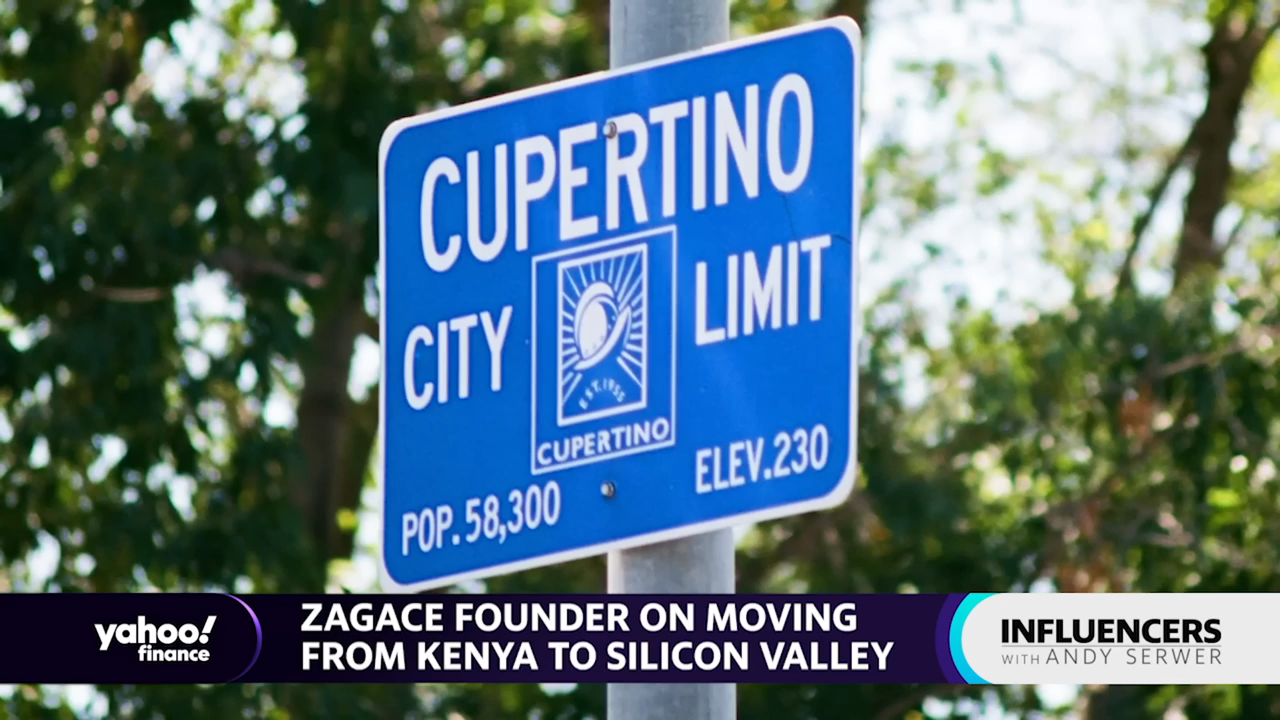 CUPERTINO
CITY LIMIT
EST. 1955
CUPERTINO
POP. 58,300
ELEV. 230
yahoo!
finance
ZAGACE FOUNDER ON MOVING
FROM KENYA TO SILICON VALLEY
INFLUENCERS
WITH ANDY SERWER